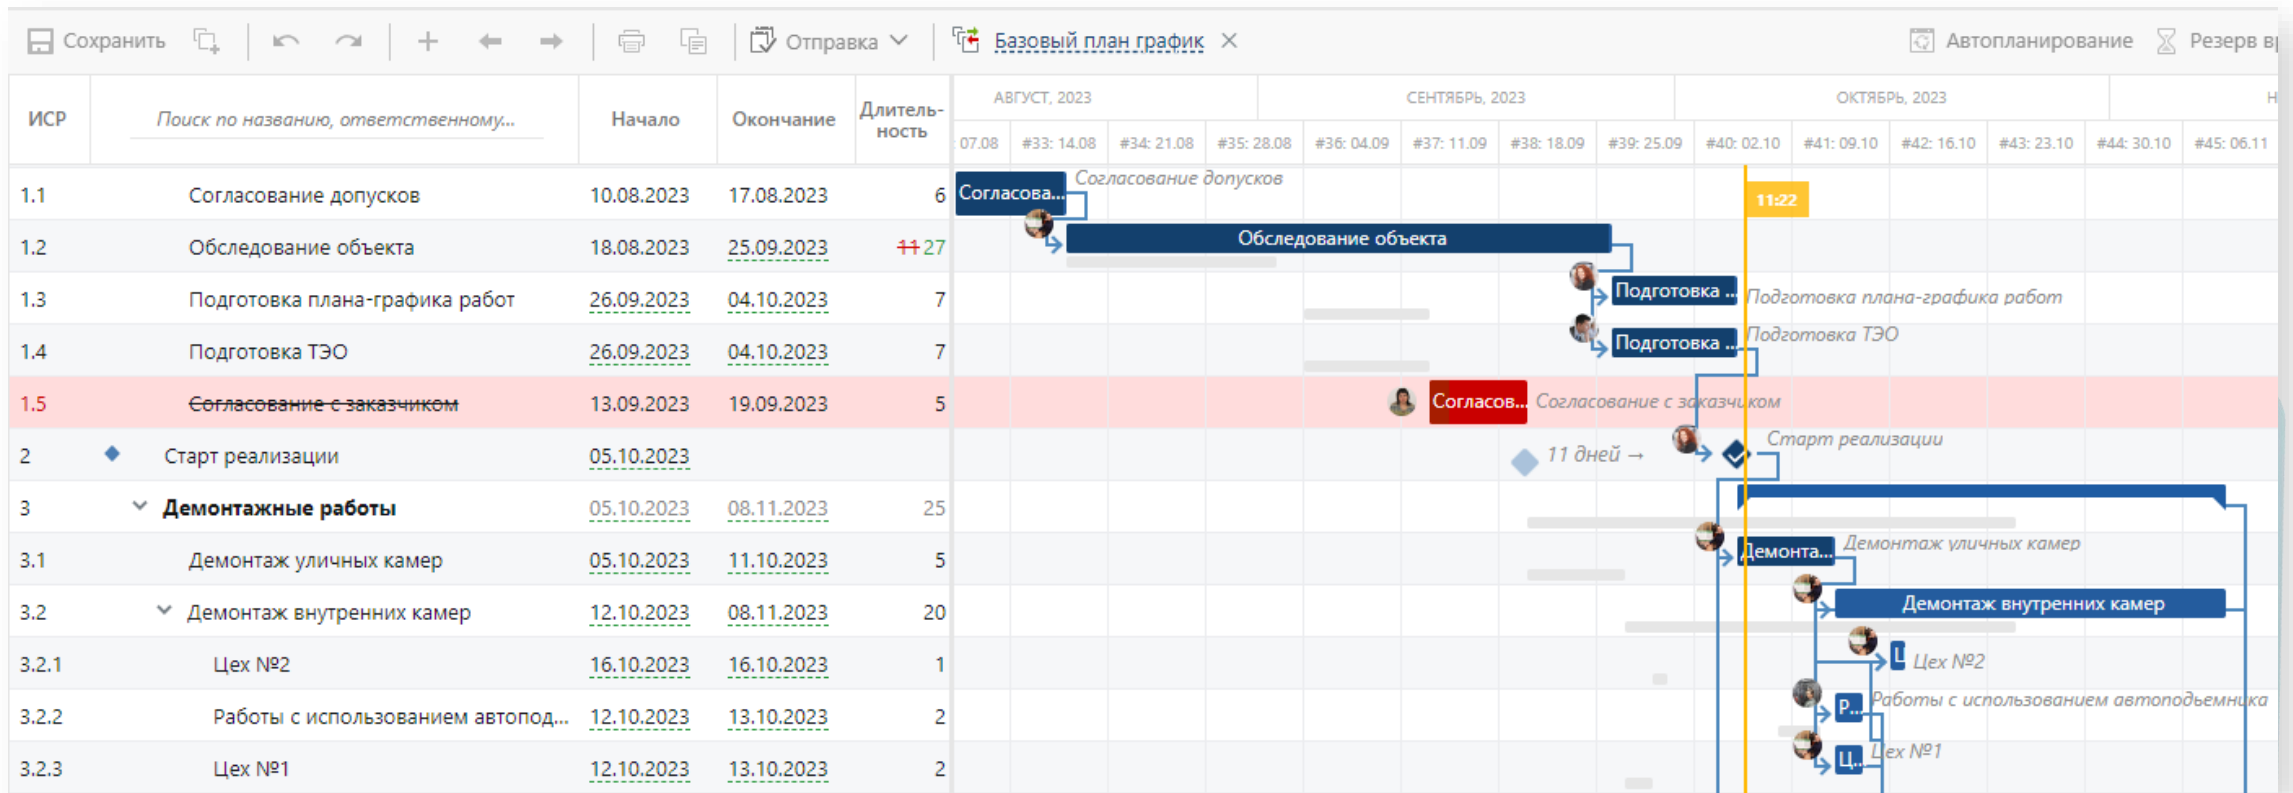 Сохранить Отправка Базовый план график Автопланирование Резерв
ИСР Поиск по названию, ответственному... Начало Окончание Длитель-
ность
АВГУСТ, 2023 СЕНТЯБРЬ, 2023 ОКТЯБРЬ, 2023 Н
07.08 #33: 14.08 #34: 21.08 #35: 28.08 #36: 04.09 #37: 11.09 #38: 18.09 #39: 25.09 #40: 02.10 #41: 09.10 #42: 16.10 #43: 23.10 #44: 30.10 #45: 06.11
1.1 Согласование допусков 10.08.2023 17.08.2023 6 Согласова... Согласование допусков 11:22
1.2 Обследование объекта 18.08.2023 25.09.2023 11 27 Обследование объекта
1.3 Подготовка плана-графика работ 26.09.2023 04.10.2023 7 Подготовка ... Подготовка плана-графика работ
1.4 Подготовка ТЭО 26.09.2023 04.10.2023 7 Подготовка ... Подготовка ТЭО
1.5 Согласование с заказчиком 13.09.2023 19.09.2023 5 Согласов... Согласование с заказчиком
2 Старт реализации 05.10.2023 11 дней → Старт реализации
3 Демонтажные работы 05.10.2023 08.11.2023 25
3.1 Демонтаж уличных камер 05.10.2023 11.10.2023 5 Демонта... Демонтаж уличных камер
3.2 Демонтаж внутренних камер 12.10.2023 08.11.2023 20 Демонтаж внутренних камер
3.2.1 Цех №2 16.10.2023 16.10.2023 1 Ц Цех №2
3.2.2 Работы с использованием автопод... 12.10.2023 13.10.2023 2 Р... Работы с использованием автоподьемника
3.2.3 Цех №1 12.10.2023 13.10.2023 2 Ц... Цех №1